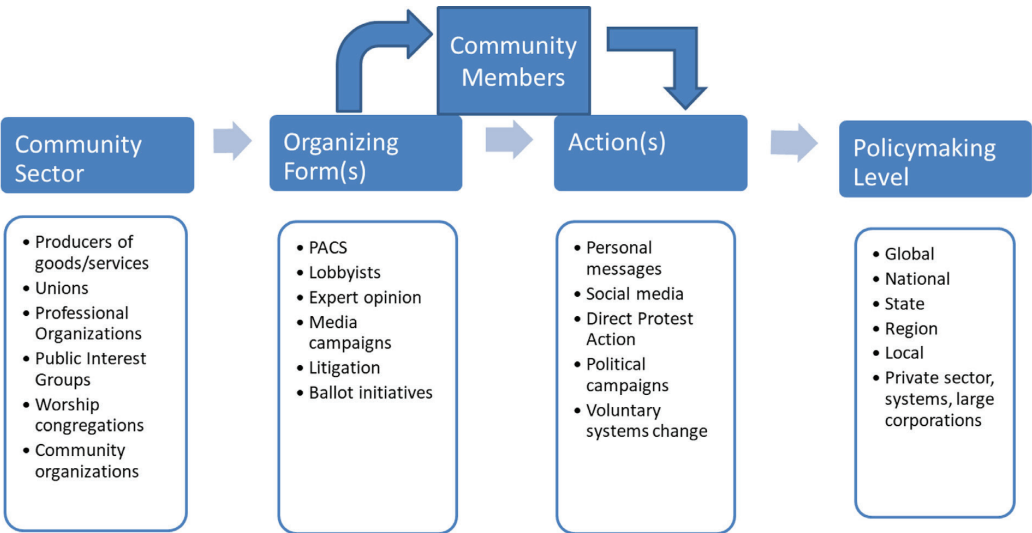 Community
Members
Community
Sector
Organizing
Form(s)
Action(s)
Policymaking
Level
• Producers of
goods/services
• Unions
• Professional
Organizations
• Public Interest
Groups
• Worship
congregations
• Community
organizations
• PACS
• Lobbyists
• Expert opinion
• Media
campaigns
• Litigation
• Ballot initiatives
• Personal
messages
• Social media
• Direct Protest
Action
• Political
campaigns
• Voluntary
systems change
• Global
• National
• State
• Region
• Local
• Private sector,
systems, large
corporations